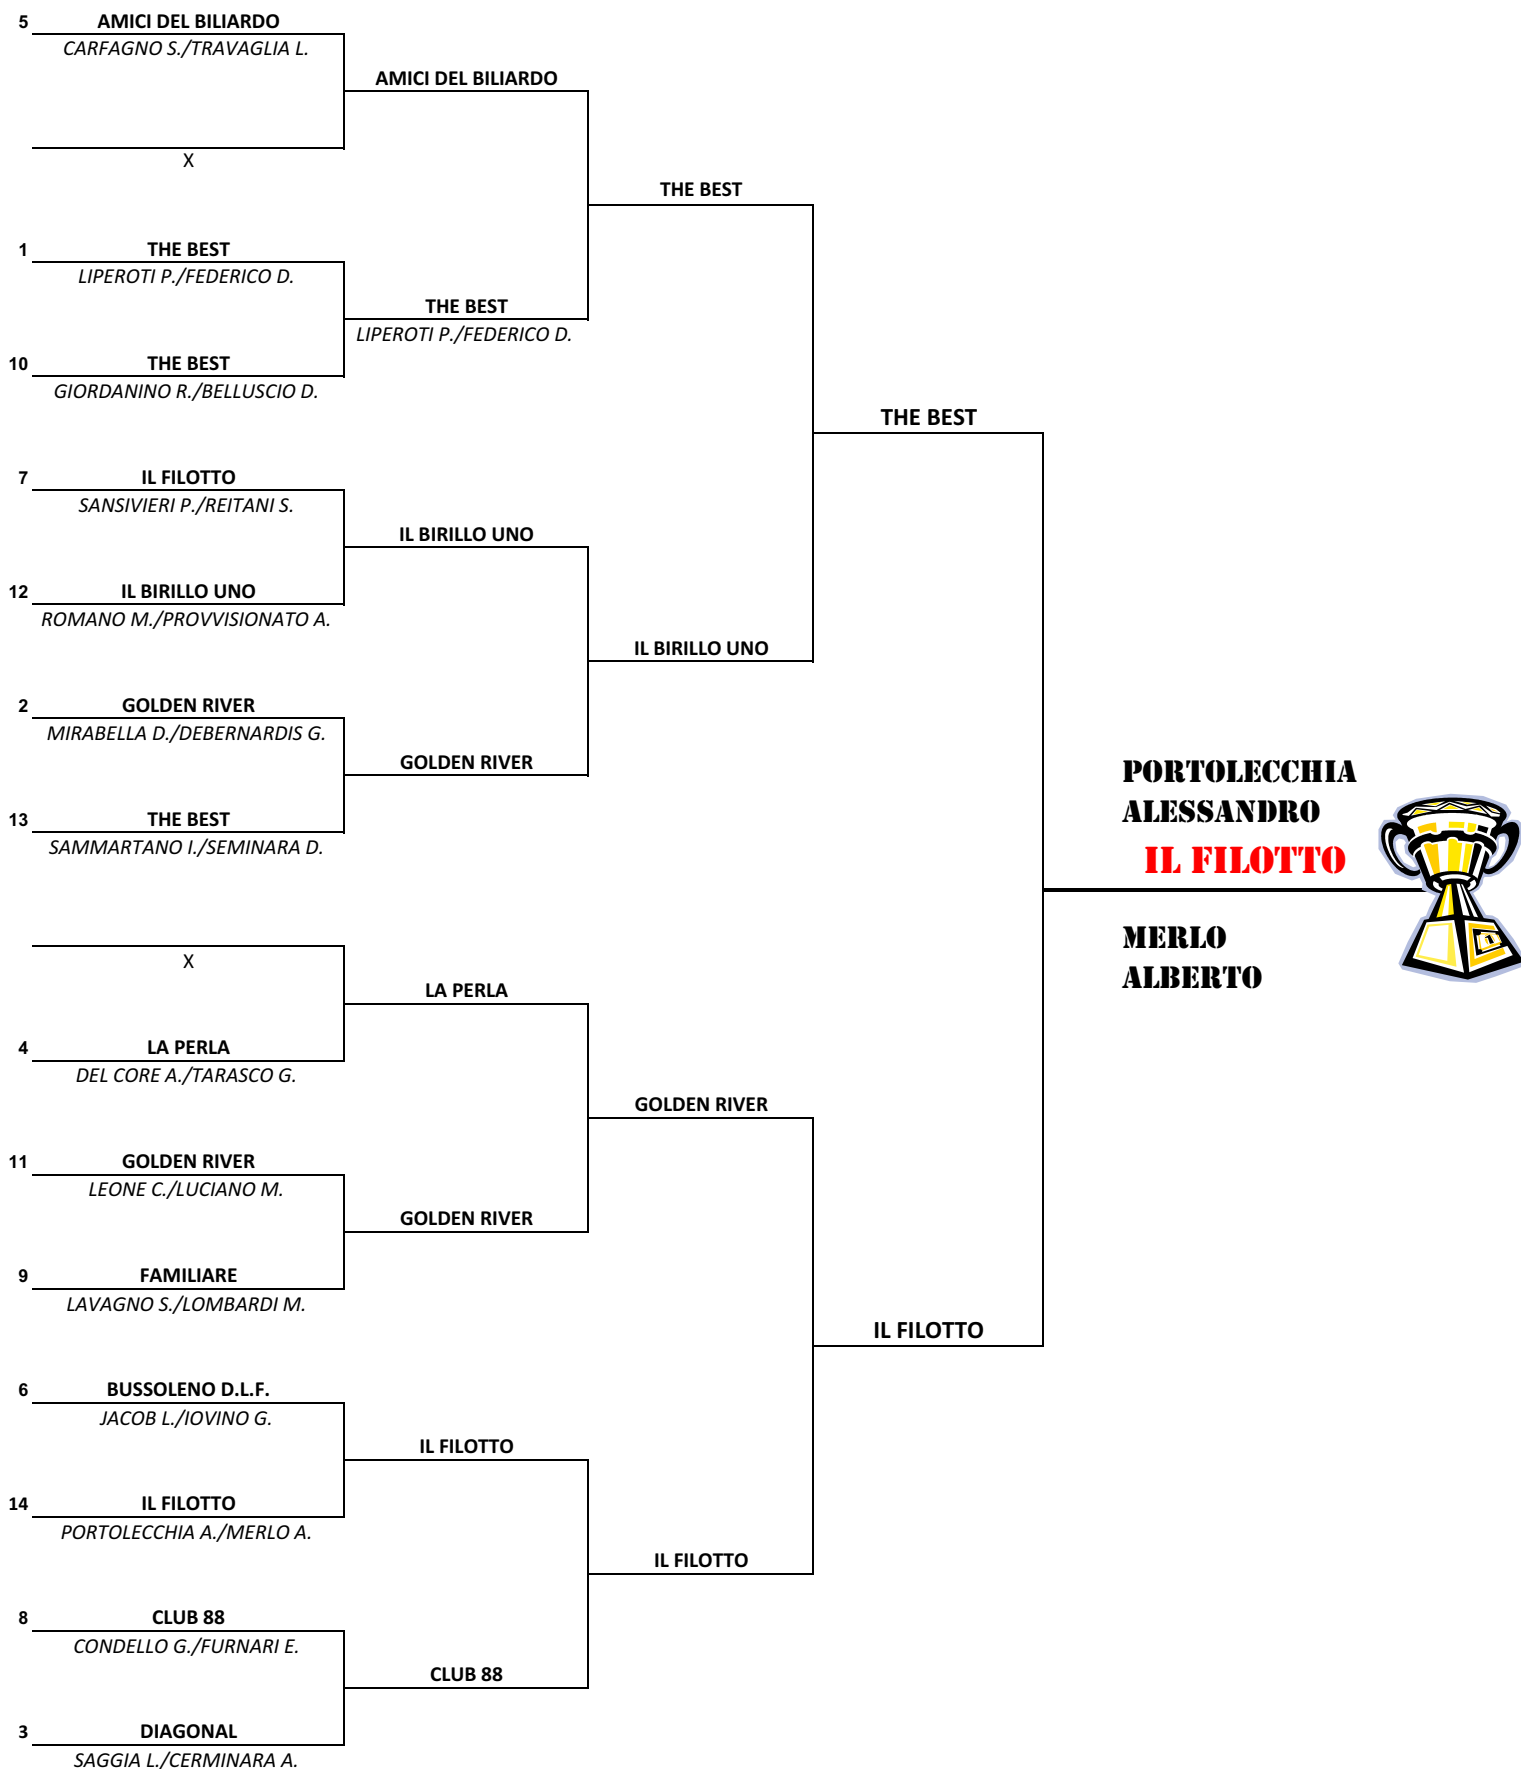 5 AMICI DEL BILIARDO
CARFAGNO S./TRAVAGLIA L.
AMICI DEL BILIARDO
X
THE BEST
1 THE BEST
LIPEROTI P./FEDERICO D.
THE BEST
LIPEROTI P./FEDERICO D.
10 THE BEST
GIORDANINO R./BELLUSCIO D.
THE BEST
7 IL FILOTTO
SANSIVIERI P./REITANI S.
IL BIRILLO UNO
12 IL BIRILLO UNO
ROMANO M./PROVVISIONATO A.
IL BIRILLO UNO
2 GOLDEN RIVER
MIRABELLA D./DEBERNARDIS G.
GOLDEN RIVER
13 THE BEST
SAMMARTANO I./SEMINARA D.
PORTOLECCHIA
ALESSANDRO
IL FILOTTO
MERLO
ALBERTO
X
LA PERLA
4 LA PERLA
DEL CORE A./TARASCO G.
GOLDEN RIVER
11 GOLDEN RIVER
LEONE C./LUCIANO M.
GOLDEN RIVER
9 FAMILIARE
LAVAGNO S./LOMBARDI M.
IL FILOTTO
6 BUSSOLENO D.L.F.
JACOB L./IOVINO G.
IL FILOTTO
14 IL FILOTTO
PORTOLECCHIA A./MERLO A.
IL FILOTTO
8 CLUB 88
CONDELLO G./FURNARI E.
CLUB 88
3 DIAGONAL
SAGGIA L./CERMINARA A.